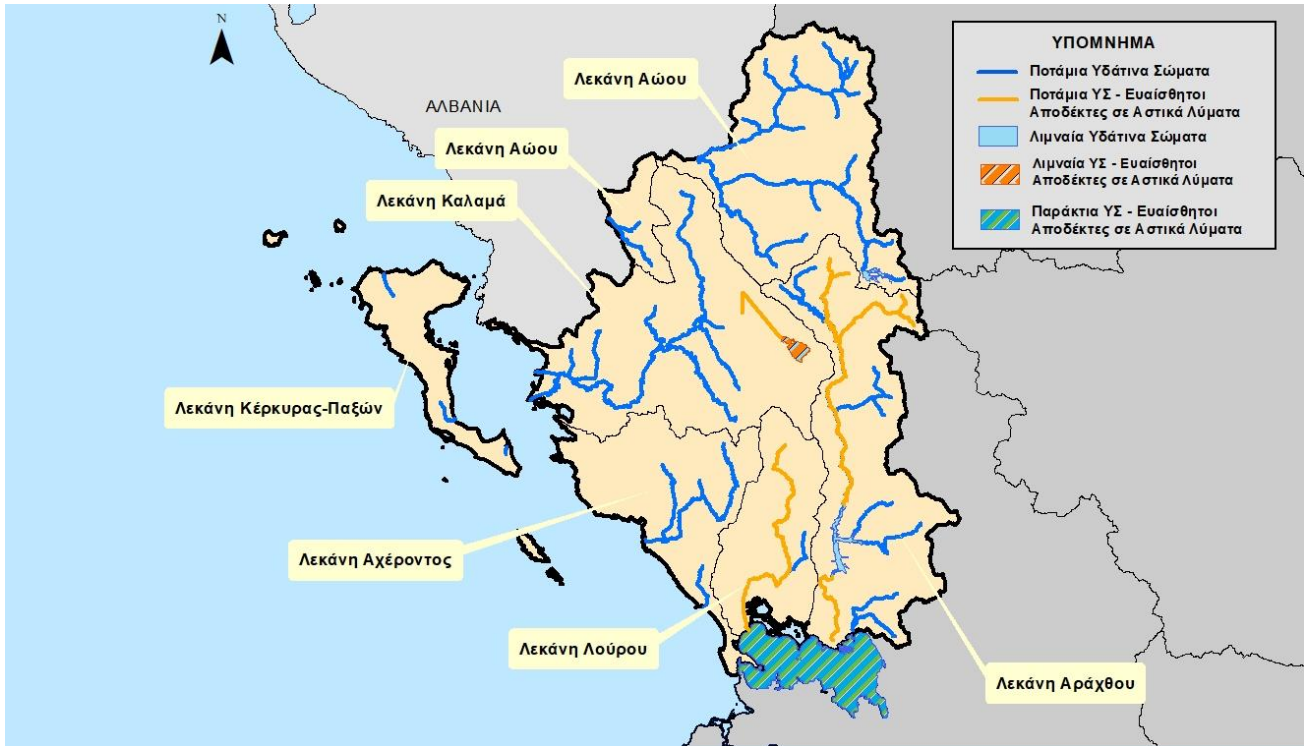 N
ΑΛΒΑΝΙΑ
Λεκάνη Αώου
Λεκάνη Αώου
Λεκάνη Καλαμά
Λεκάνη Κέρκυρας-Παξών
Λεκάνη Αχέροντος
Λεκάνη Λούρου
Λεκάνη Αράχθου
ΥΠΟΜΝΗΜΑ
Ποτάμια Υδάτινα Σώματα
Ποτάμια ΥΣ - Ευαίσθητοι
Αποδέκτες σε Αστικά Λύματα
Λιμναία Υδάτινα Σώματα
Λιμναία ΥΣ - Ευαίσθητοι
Αποδέκτες σε Αστικά Λύματα
Παράκτια ΥΣ - Ευαίσθητοι
Αποδέκτες σε Αστικά Λύματα